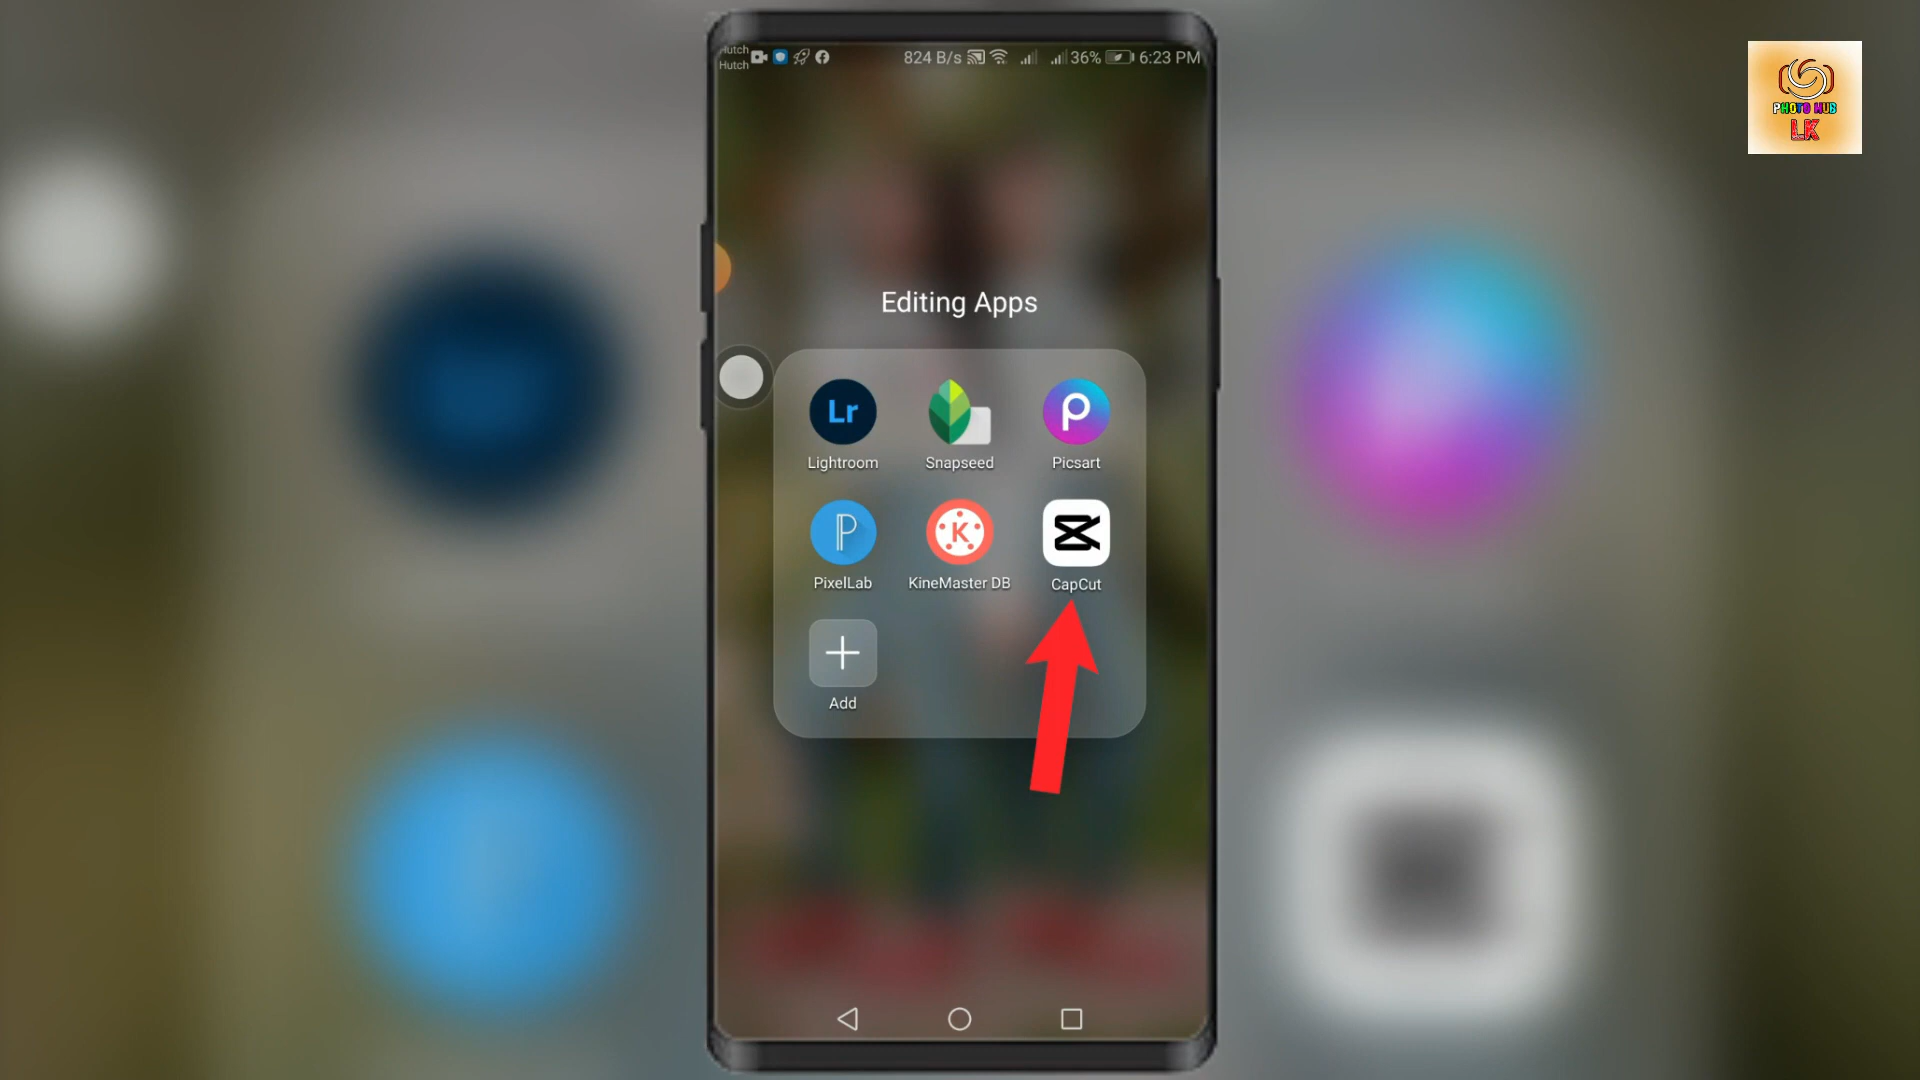 Hutch
Hutch
824 B/s 36% 6:23 PM
PHOTO HUB
LK
Editing Apps
Lr
Lightroom
Snapseed
Picsart
P
PixelLab
K
KineMaster DB
CapCut
Add